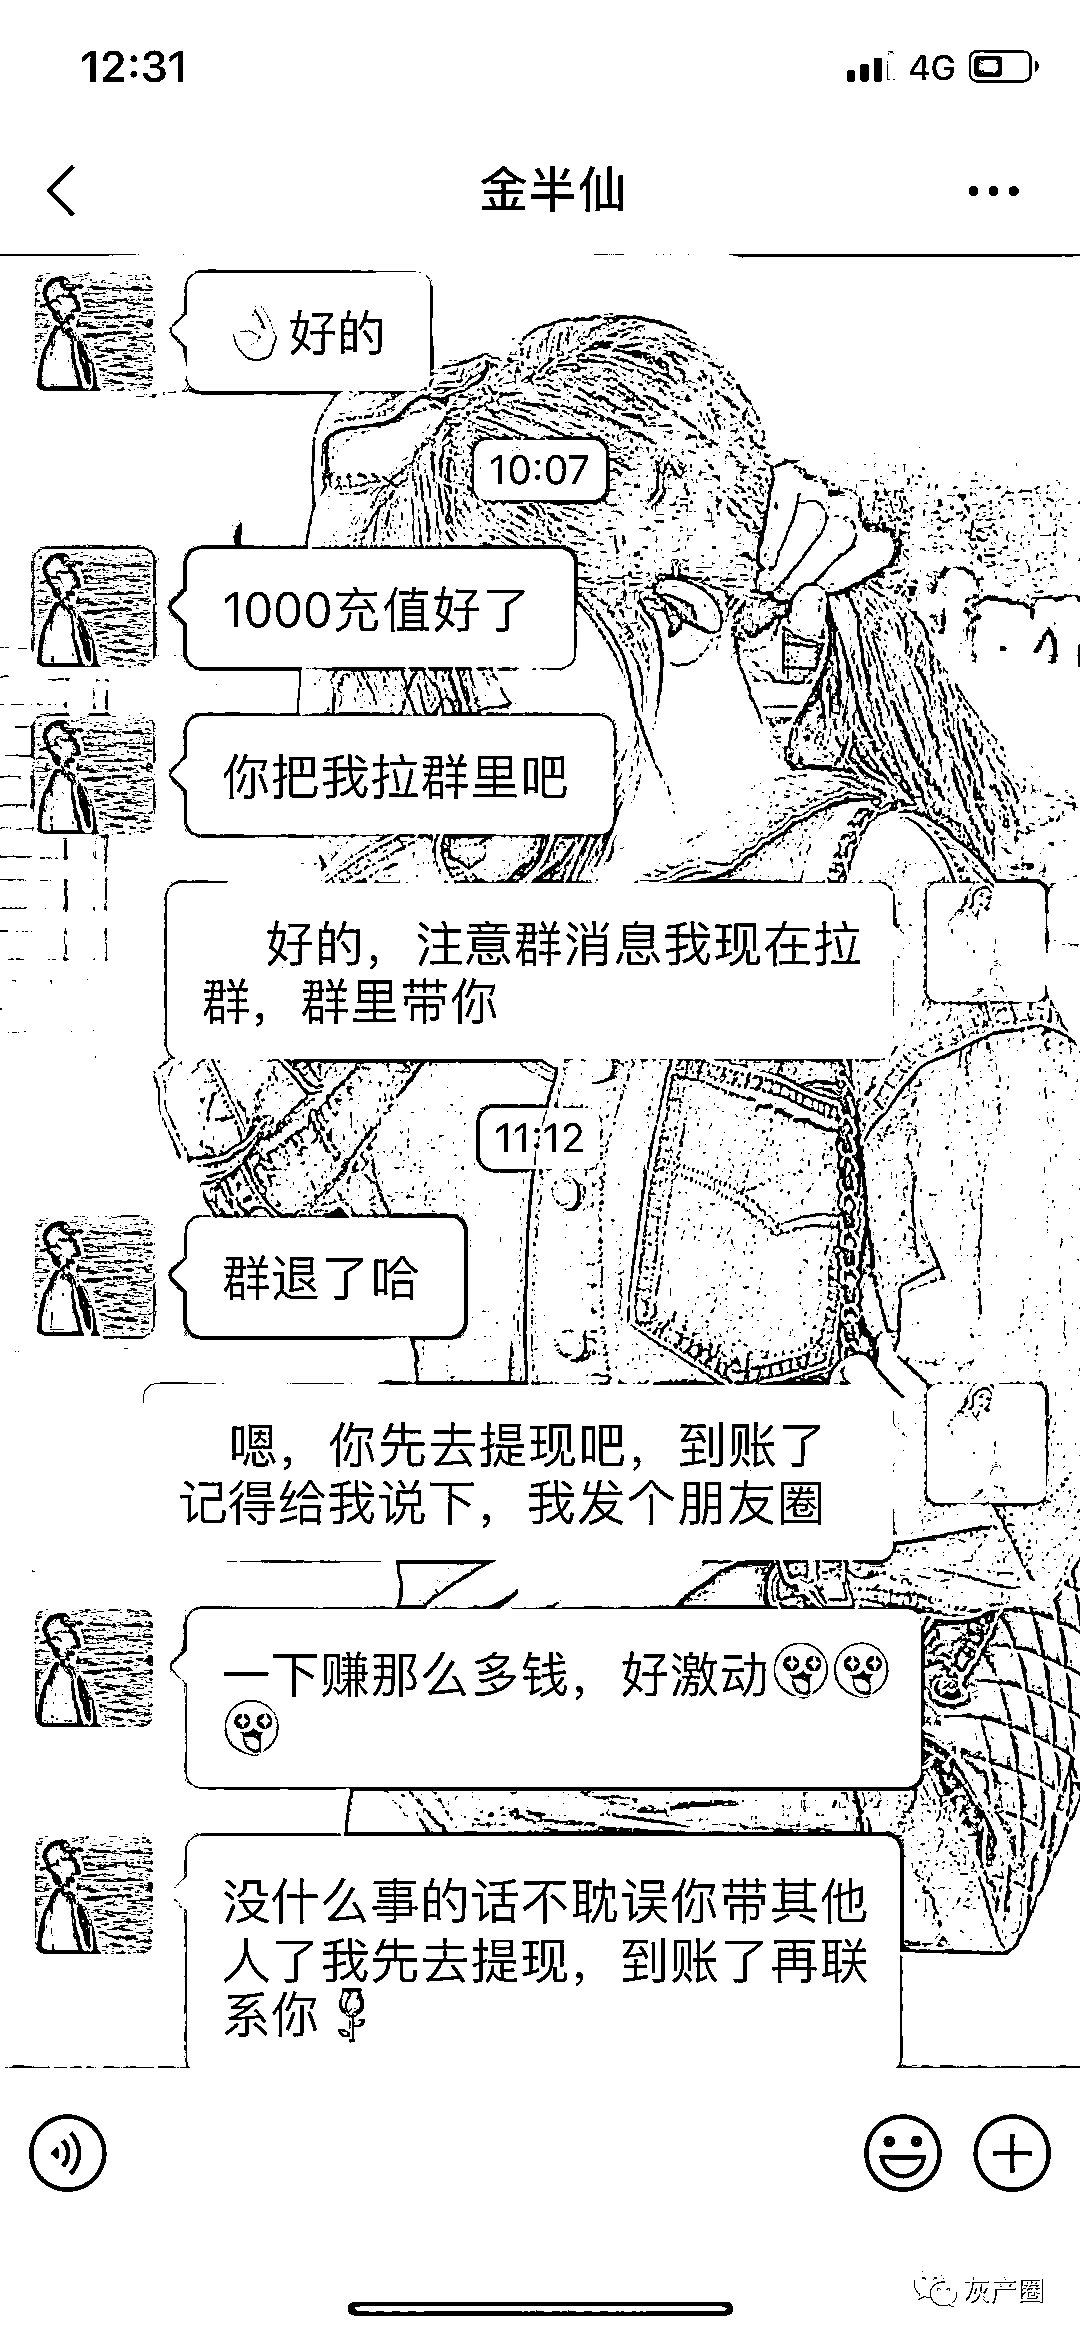 12:31
4G
金半仙
👌好的
10:07
1000充值好了
你把我拉群里吧
好的，注意群消息我现在拉
群，群里带你
11:12
群退了哈
嗯，你先去提现吧，到账了
记得给我说下，我发个朋友圈
一下赚那么多钱，好激动🤩🤩
🤩
没什么事的话不耽误你带其他
人了我先去提现，到账了再联
系你🌹
灰产圈